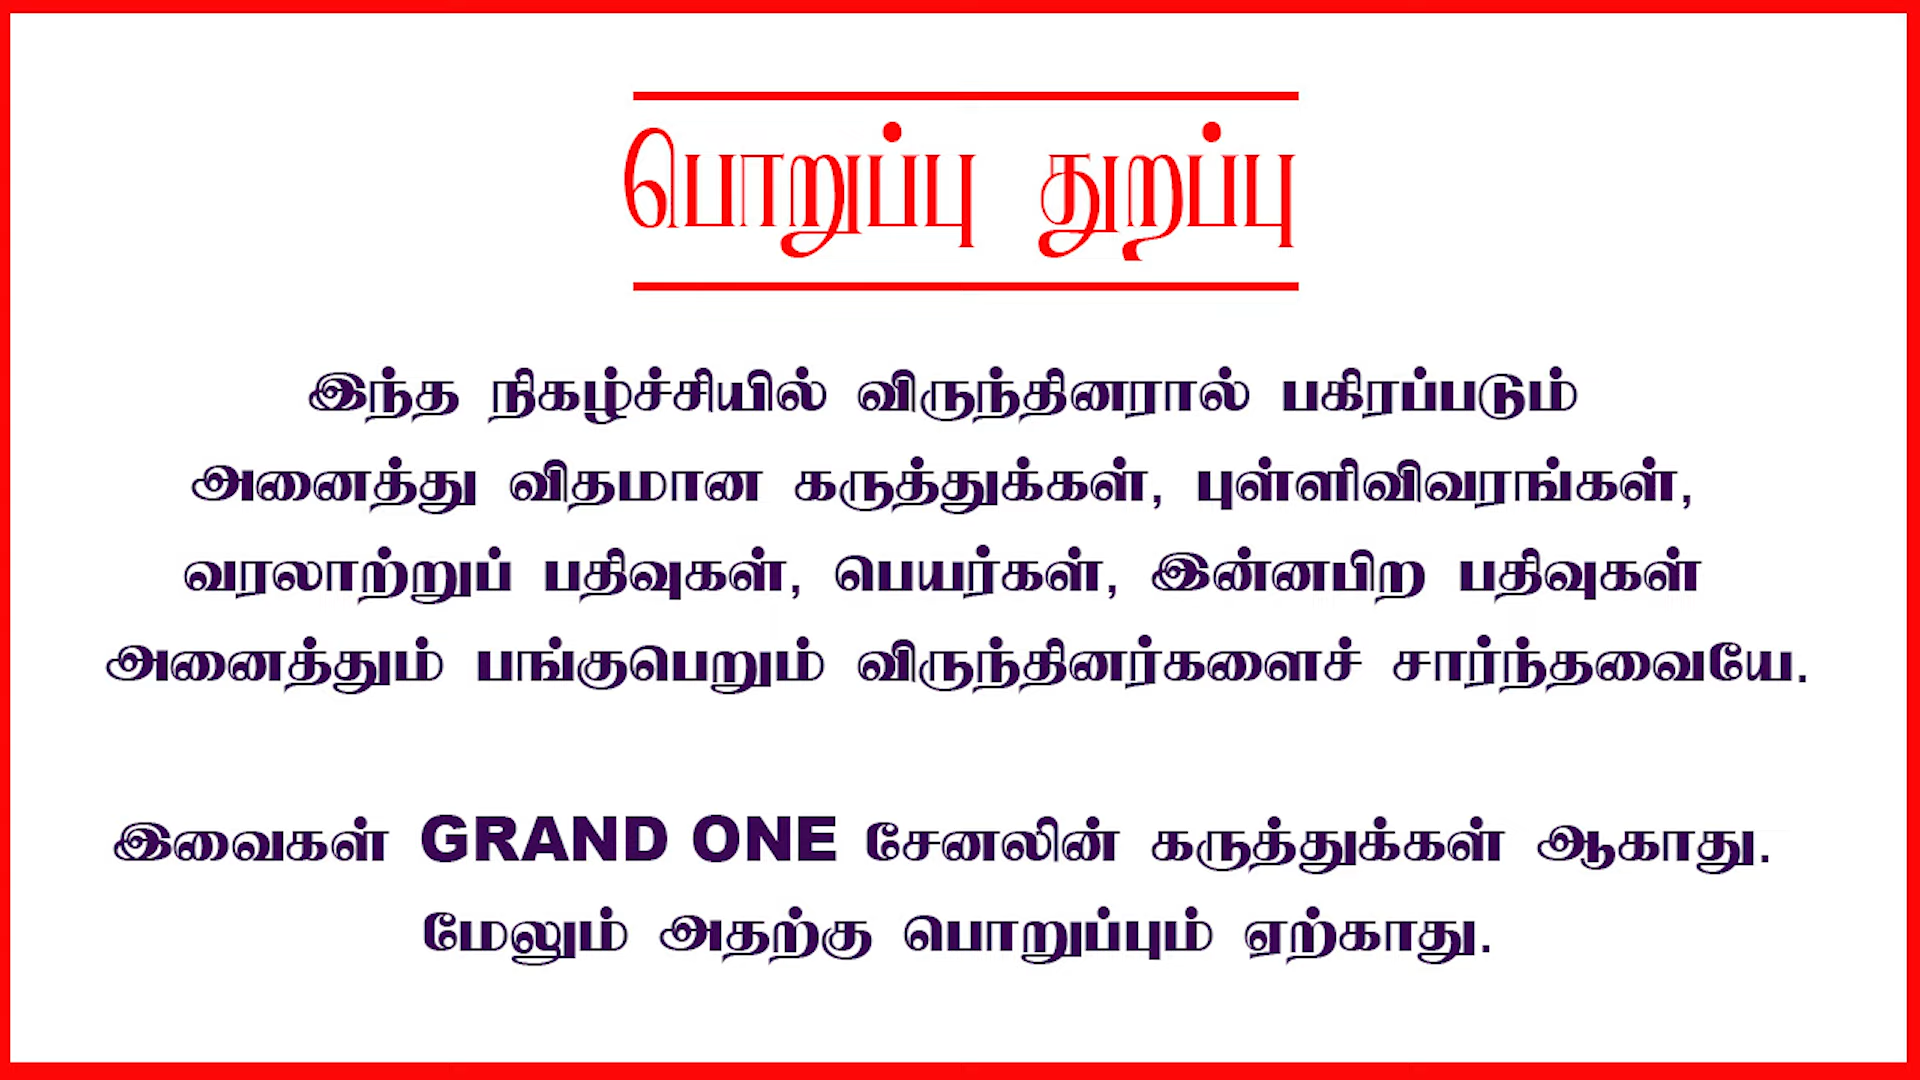 பொறுப்பு துறப்பு
இந்த நிகழ்ச்சியில் விருந்தினரால் பகிரப்படும்
அனைத்து விதமான கருத்துக்கள், புள்ளிவிவரங்கள்,
வரலாற்றுப் பதிவுகள், பெயர்கள், இன்னபிற பதிவுகள்
அனைத்தும் பங்குபெறும் விருந்தினர்களைச் சார்ந்தவையே.
இவைகள் GRAND ONE சேனலின் கருத்துக்கள் ஆகாது.
மேலும் அதற்கு பொறுப்பும் ஏற்காது.